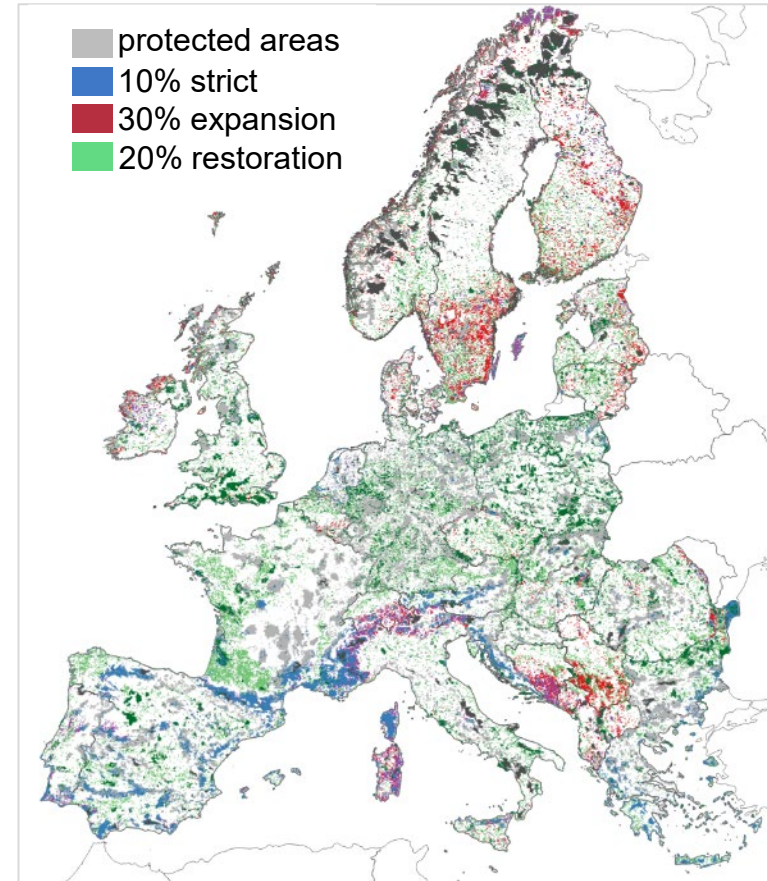 protected areas
10% strict
30% expansion
20% restoration